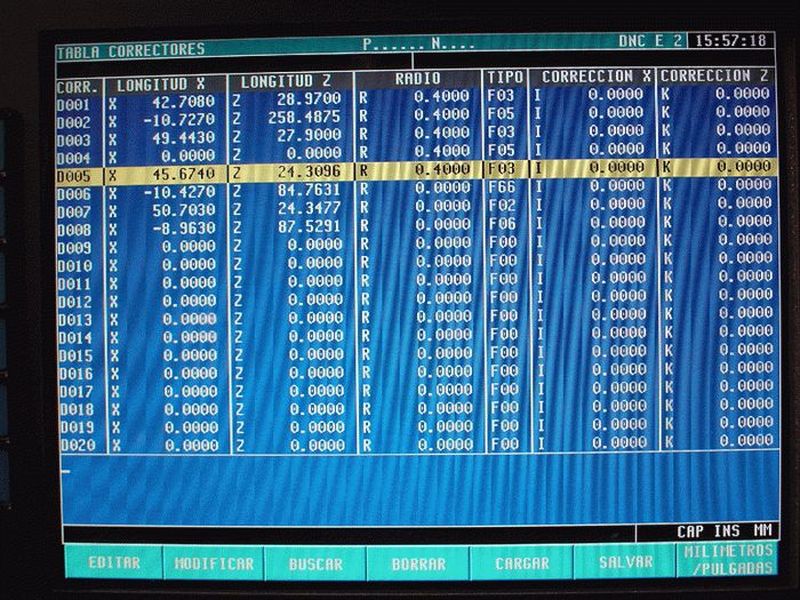 TABLA CORRECTORES P...... N.... DNC E 2 15:57:18
CORR. LONGITUD X LONGITUD Z RADIO TIPO CORRECCION X CORRECCION Z
D001 X 42.7080 Z 28.9700 R 0.4000 F03 I 0.0000 K 0.0000
D002 X -10.7270 Z 258.4875 R 0.4000 F05 I 0.0000 K 0.0000
D003 X 49.4430 Z 27.9000 R 0.4000 F03 I 0.0000 K 0.0000
D004 X 0.0000 Z 0.0000 R 0.4000 F05 I 0.0000 K 0.0000
D005 X 45.6740 Z 24.3096 R 0.4000 F03 I 0.0000 K 0.0000
D006 X -10.4270 Z 84.7631 R 0.0000 F66 I 0.0000 K 0.0000
D007 X 50.7030 Z 24.3477 R 0.0000 F02 I 0.0000 K 0.0000
D008 X -8.9630 Z 87.5291 R 0.0000 F06 I 0.0000 K 0.0000
D009 X 0.0000 Z 0.0000 R 0.0000 F00 I 0.0000 K 0.0000
D010 X 0.0000 Z 0.0000 R 0.0000 F00 I 0.0000 K 0.0000
D011 X 0.0000 Z 0.0000 R 0.0000 F00 I 0.0000 K 0.0000
D012 X 0.0000 Z 0.0000 R 0.0000 F00 I 0.0000 K 0.0000
D013 X 0.0000 Z 0.0000 R 0.0000 F00 I 0.0000 K 0.0000
D014 X 0.0000 Z 0.0000 R 0.0000 F00 I 0.0000 K 0.0000
D015 X 0.0000 Z 0.0000 R 0.0000 F00 I 0.0000 K 0.0000
D016 X 0.0000 Z 0.0000 R 0.0000 F00 I 0.0000 K 0.0000
D017 X 0.0000 Z 0.0000 R 0.0000 F00 I 0.0000 K 0.0000
D018 X 0.0000 Z 0.0000 R 0.0000 F00 I 0.0000 K 0.0000
D019 X 0.0000 Z 0.0000 R 0.0000 F00 I 0.0000 K 0.0000
D020 X 0.0000 Z 0.0000 R 0.0000 F00 I 0.0000 K 0.0000
CAP INS MM
EDITAR MODIFICAR BUSCAR BORRAR CARGAR SALVAR MILIMETROS
/PULGADAS